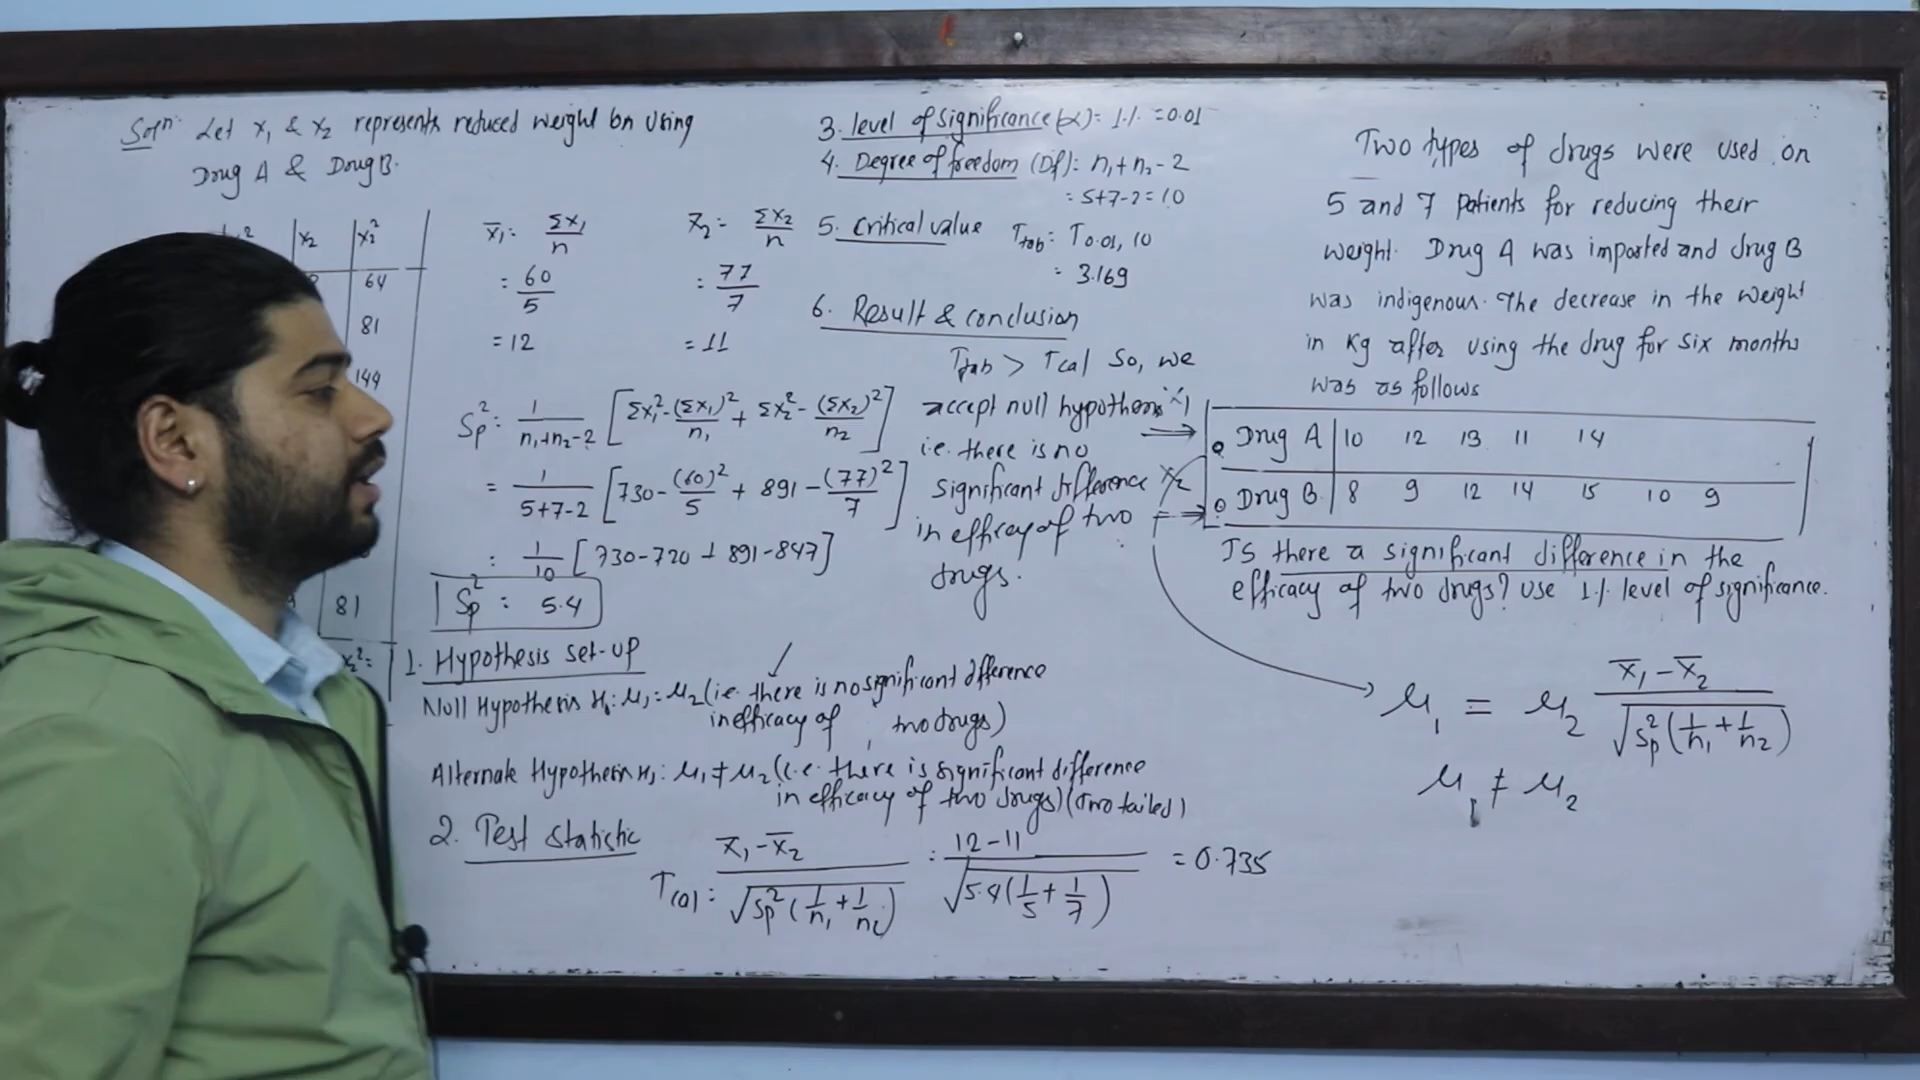 Solⁿ: Let x₁ & x₂ represents reduced weight on using
Drug A & Drug B.
x₂ | x₂²
64
81
144
81
x̄₁ = Σx₁/n
= 60/5
= 12
x̄₂ = Σx₂/n
= 77/7
= 11
Sp² = 1/(n₁+n₂-2) [Σx₁² - (Σx₁)²/n₁ + Σx₂² - (Σx₂)²/n₂]
= 1/(5+7-2) [730 - (60)²/5 + 891 - (77)²/7]
= 1/10 [730-720 + 891-847]
Sp² = 5.4
1. Hypothesis set-up
Null Hypothesis H₀: μ₁ = μ₂ (i.e. there is no significant difference
in efficacy of two drugs)
Alternate Hypothesis H₁: μ₁ ≠ μ₂ (i.e. there is significant difference
in efficacy of two drugs) (Two tailed)
2. Test statistic
x̄₁-x̄₂/√Sp²(1/n₁+1/n₂) = 12-11/√5.4(1/5+1/7) = 0.735
3. level of significance (α) = 1% = 0.01
4. Degree of freedom (Df): n₁+n₂-2
= 5+7-2 = 10
5. Critical value Ttab = T0.01, 10
= 3.169
6. Result & conclusion
Ttab > Tcal So, we
accept null hypothesis
i.e. there is no
significant difference
in efficacy of two
drugs.
Two types of drugs were used on
5 and 7 patients for reducing their
weight. Drug A was imported and drug B
was indigenous. The decrease in the weight
in Kg after using the drug for six months
was as follows
x₁ Drug A | 10 12 13 11 14
x₂ Drug B | 8 9 12 14 15 10 9
Is there a significant difference in the
efficacy of two drugs? Use 1% level of significance.
μ₁ = μ₂ x̄₁-x̄₂/√Sp²(1/n₁+1/n₂)
μ₁ ≠ μ₂